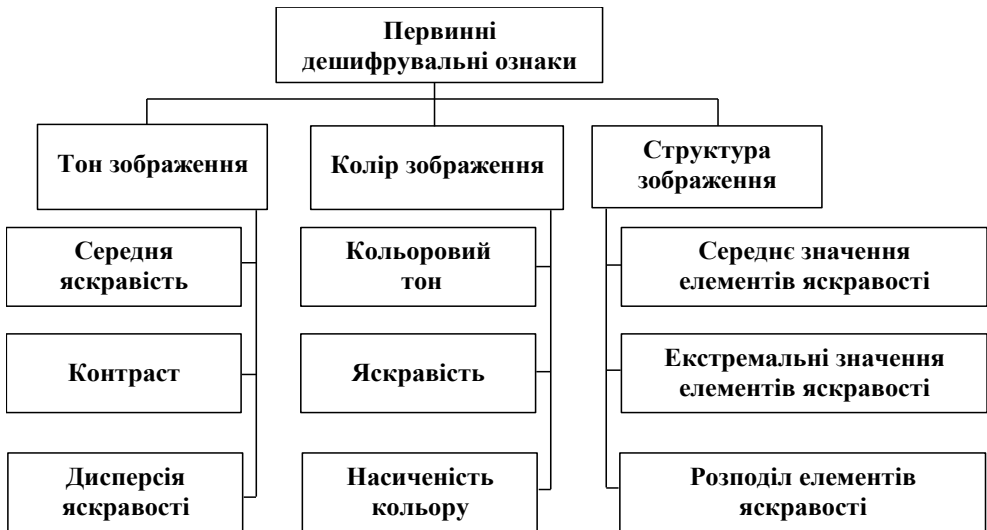 Первинні
дешифрувальні ознаки
Тон зображення
Колір зображення
Структура
зображення
Середня
яскравість
Кольоровий
тон
Середнє значення
елементів яскравості
Контраст
Яскравість
Екстремальні значення
елементів яскравості
Дисперсія
яскравості
Насиченість
кольору
Розподіл елементів
яскравості